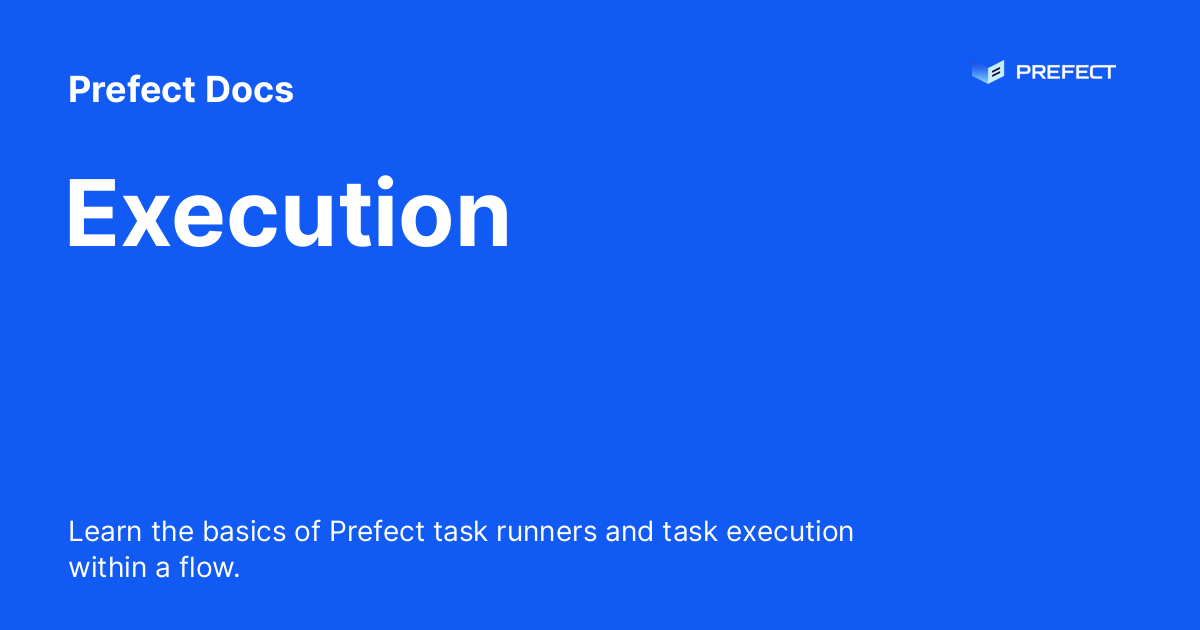 Prefect Docs
PREFECT
Execution
Learn the basics of Prefect task runners and task execution
within a flow.